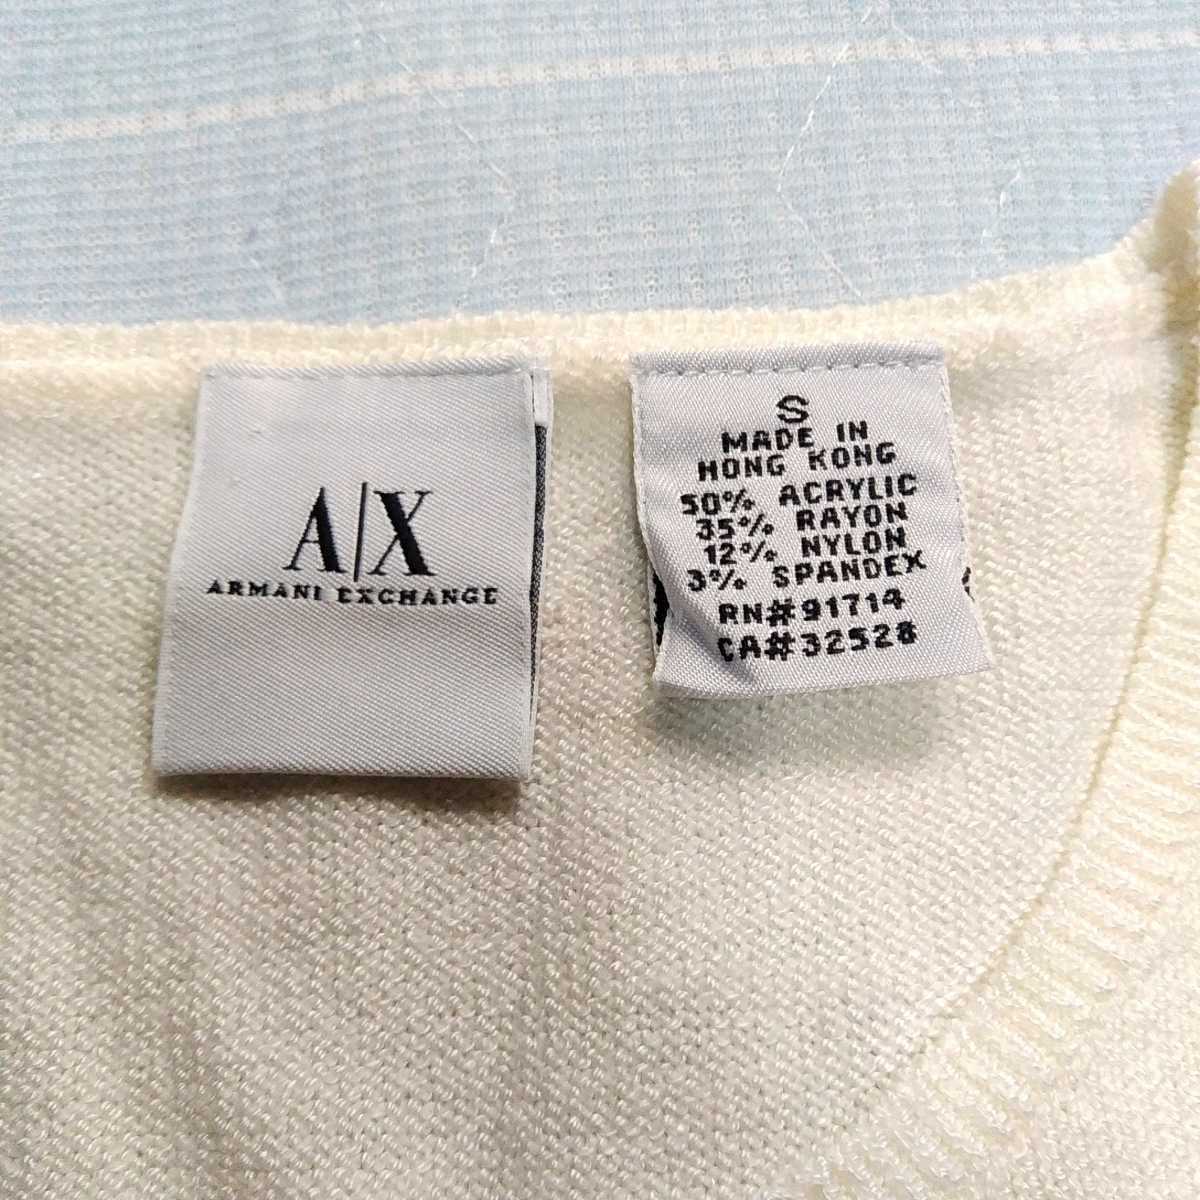 A|X
ARMANI EXCHANGE
S
MADE IN
HONG KONG
50% ACRYLIC
35% RAYON
12% NYLON
3% SPANDEX
RN#91714
CA#32528